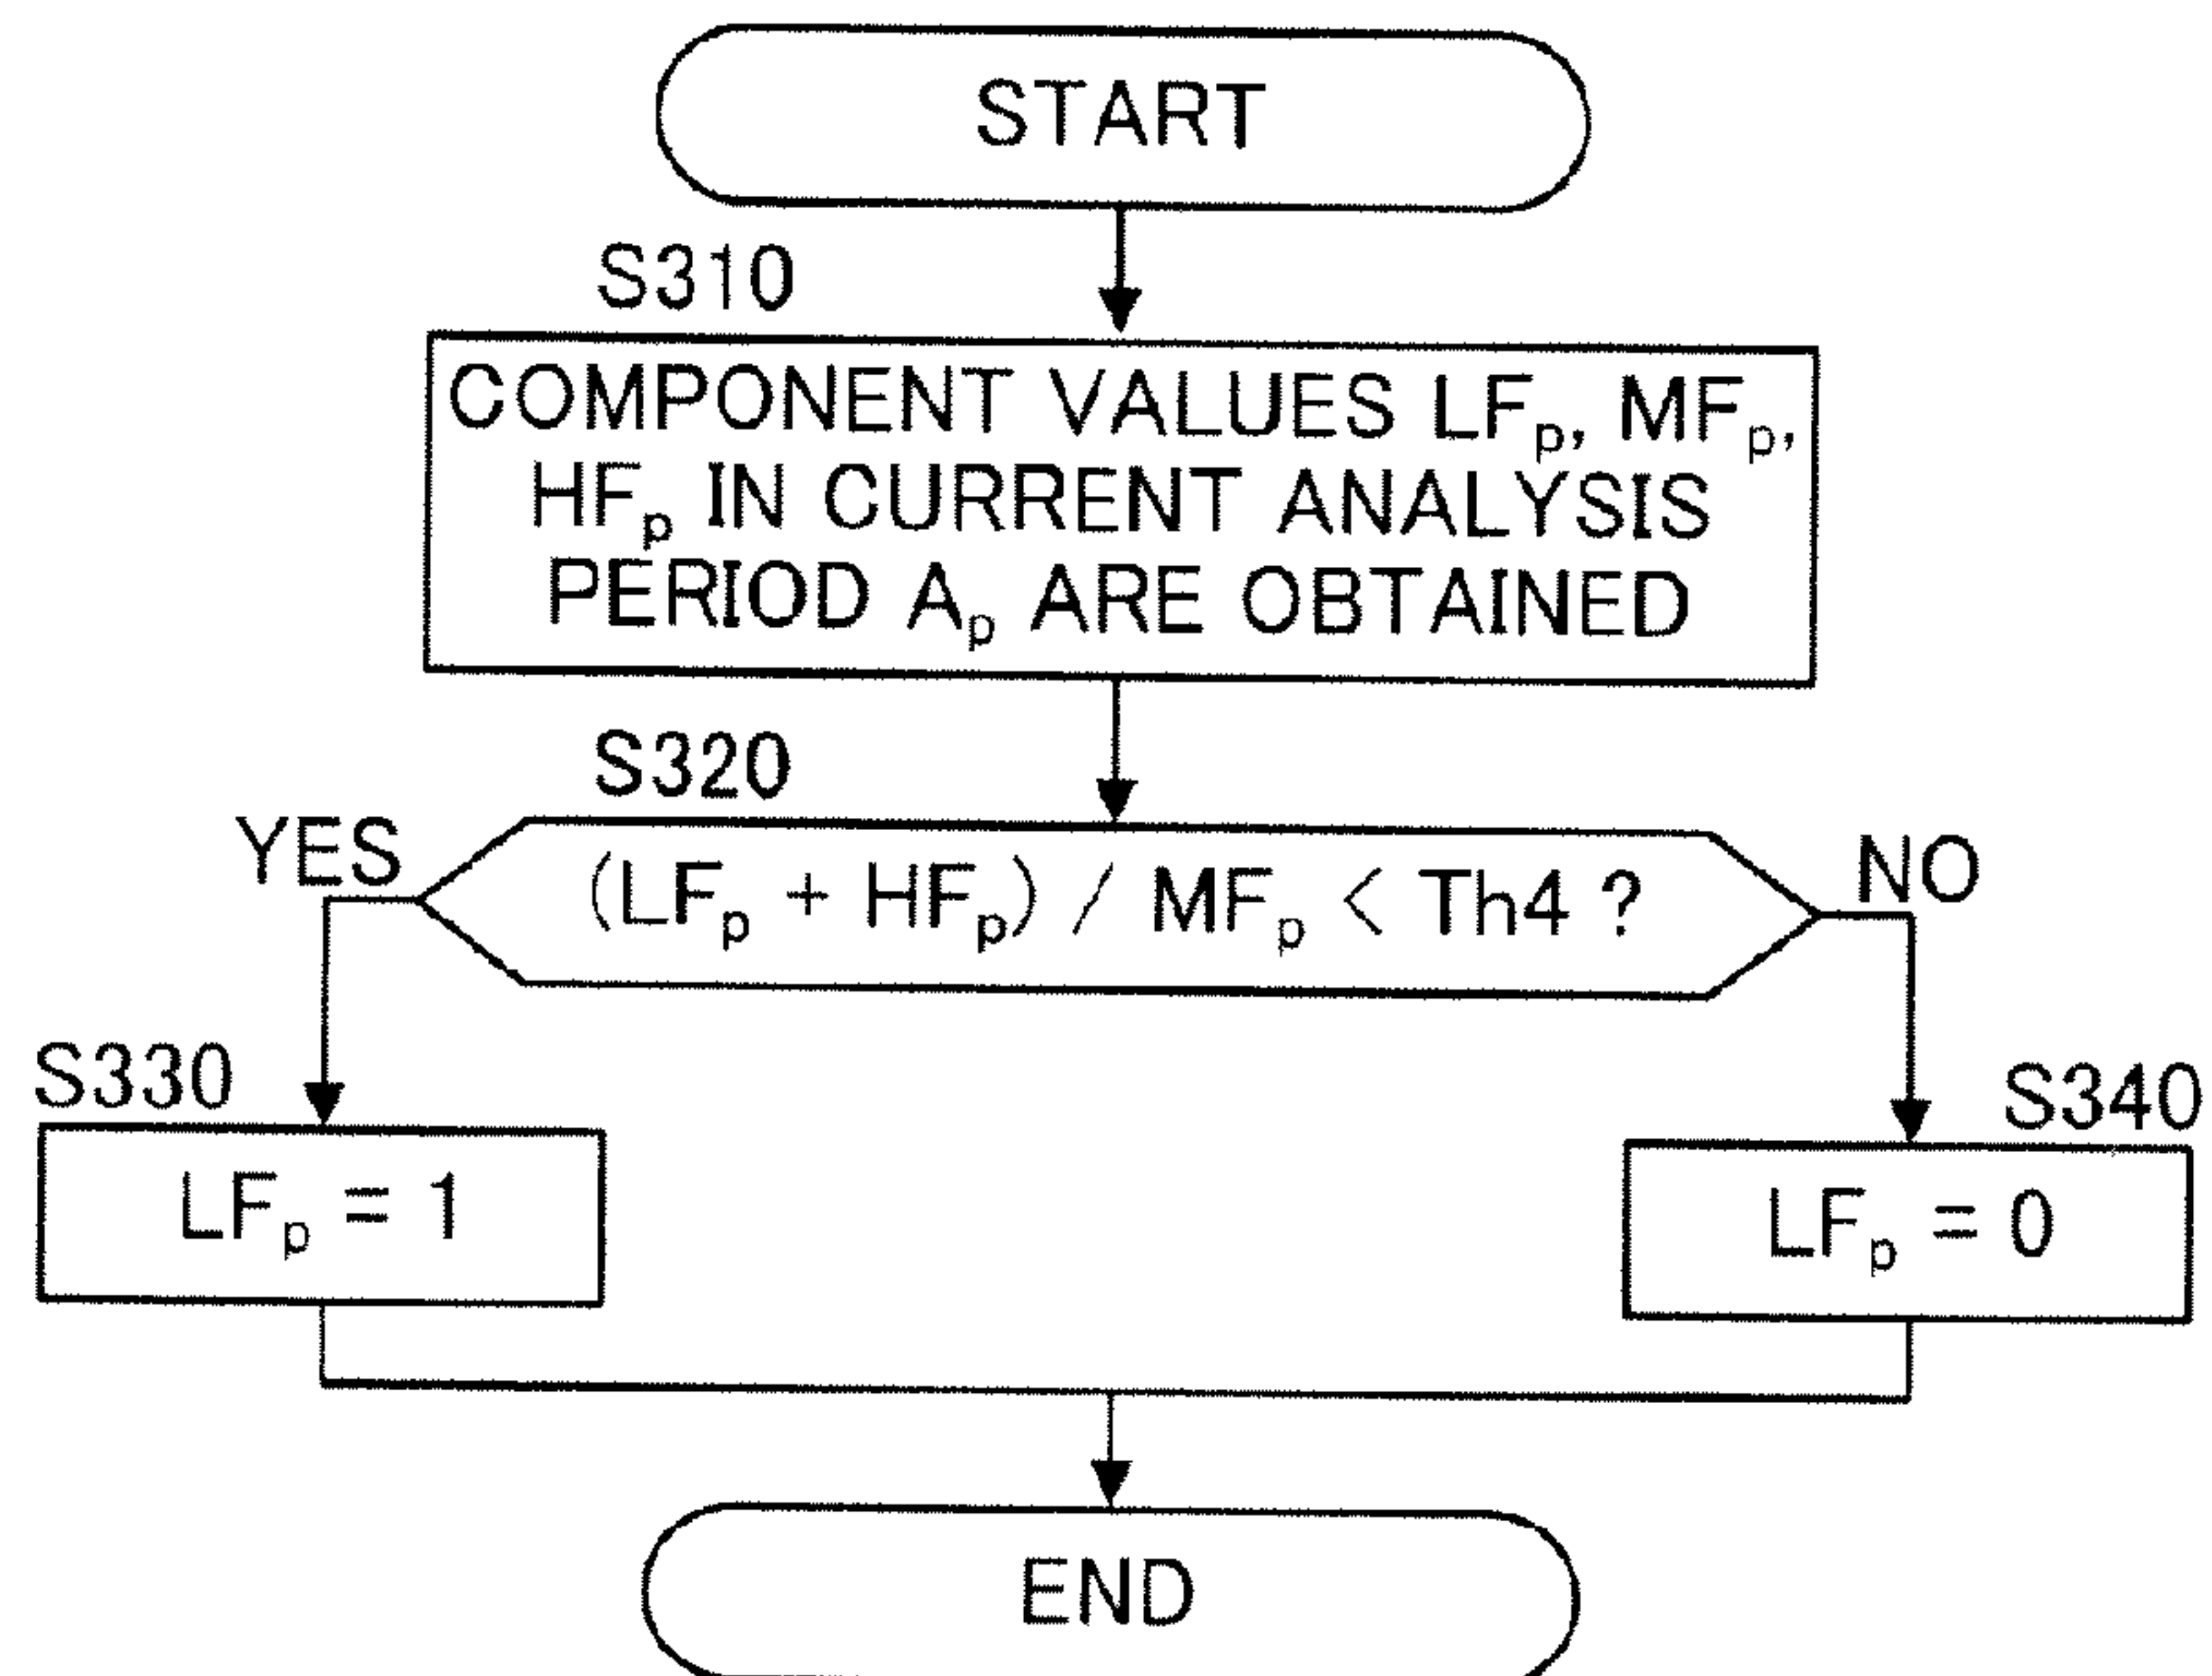 START
S310
COMPONENT VALUES LFₚ, MFₚ,
HFₚ IN CURRENT ANALYSIS
PERIOD Aₚ ARE OBTAINED
S320
YES
(LFₚ + HFₚ) / MFₚ < Th4 ?
NO
S330
LFₚ = 1
S340
LFₚ = 0
END